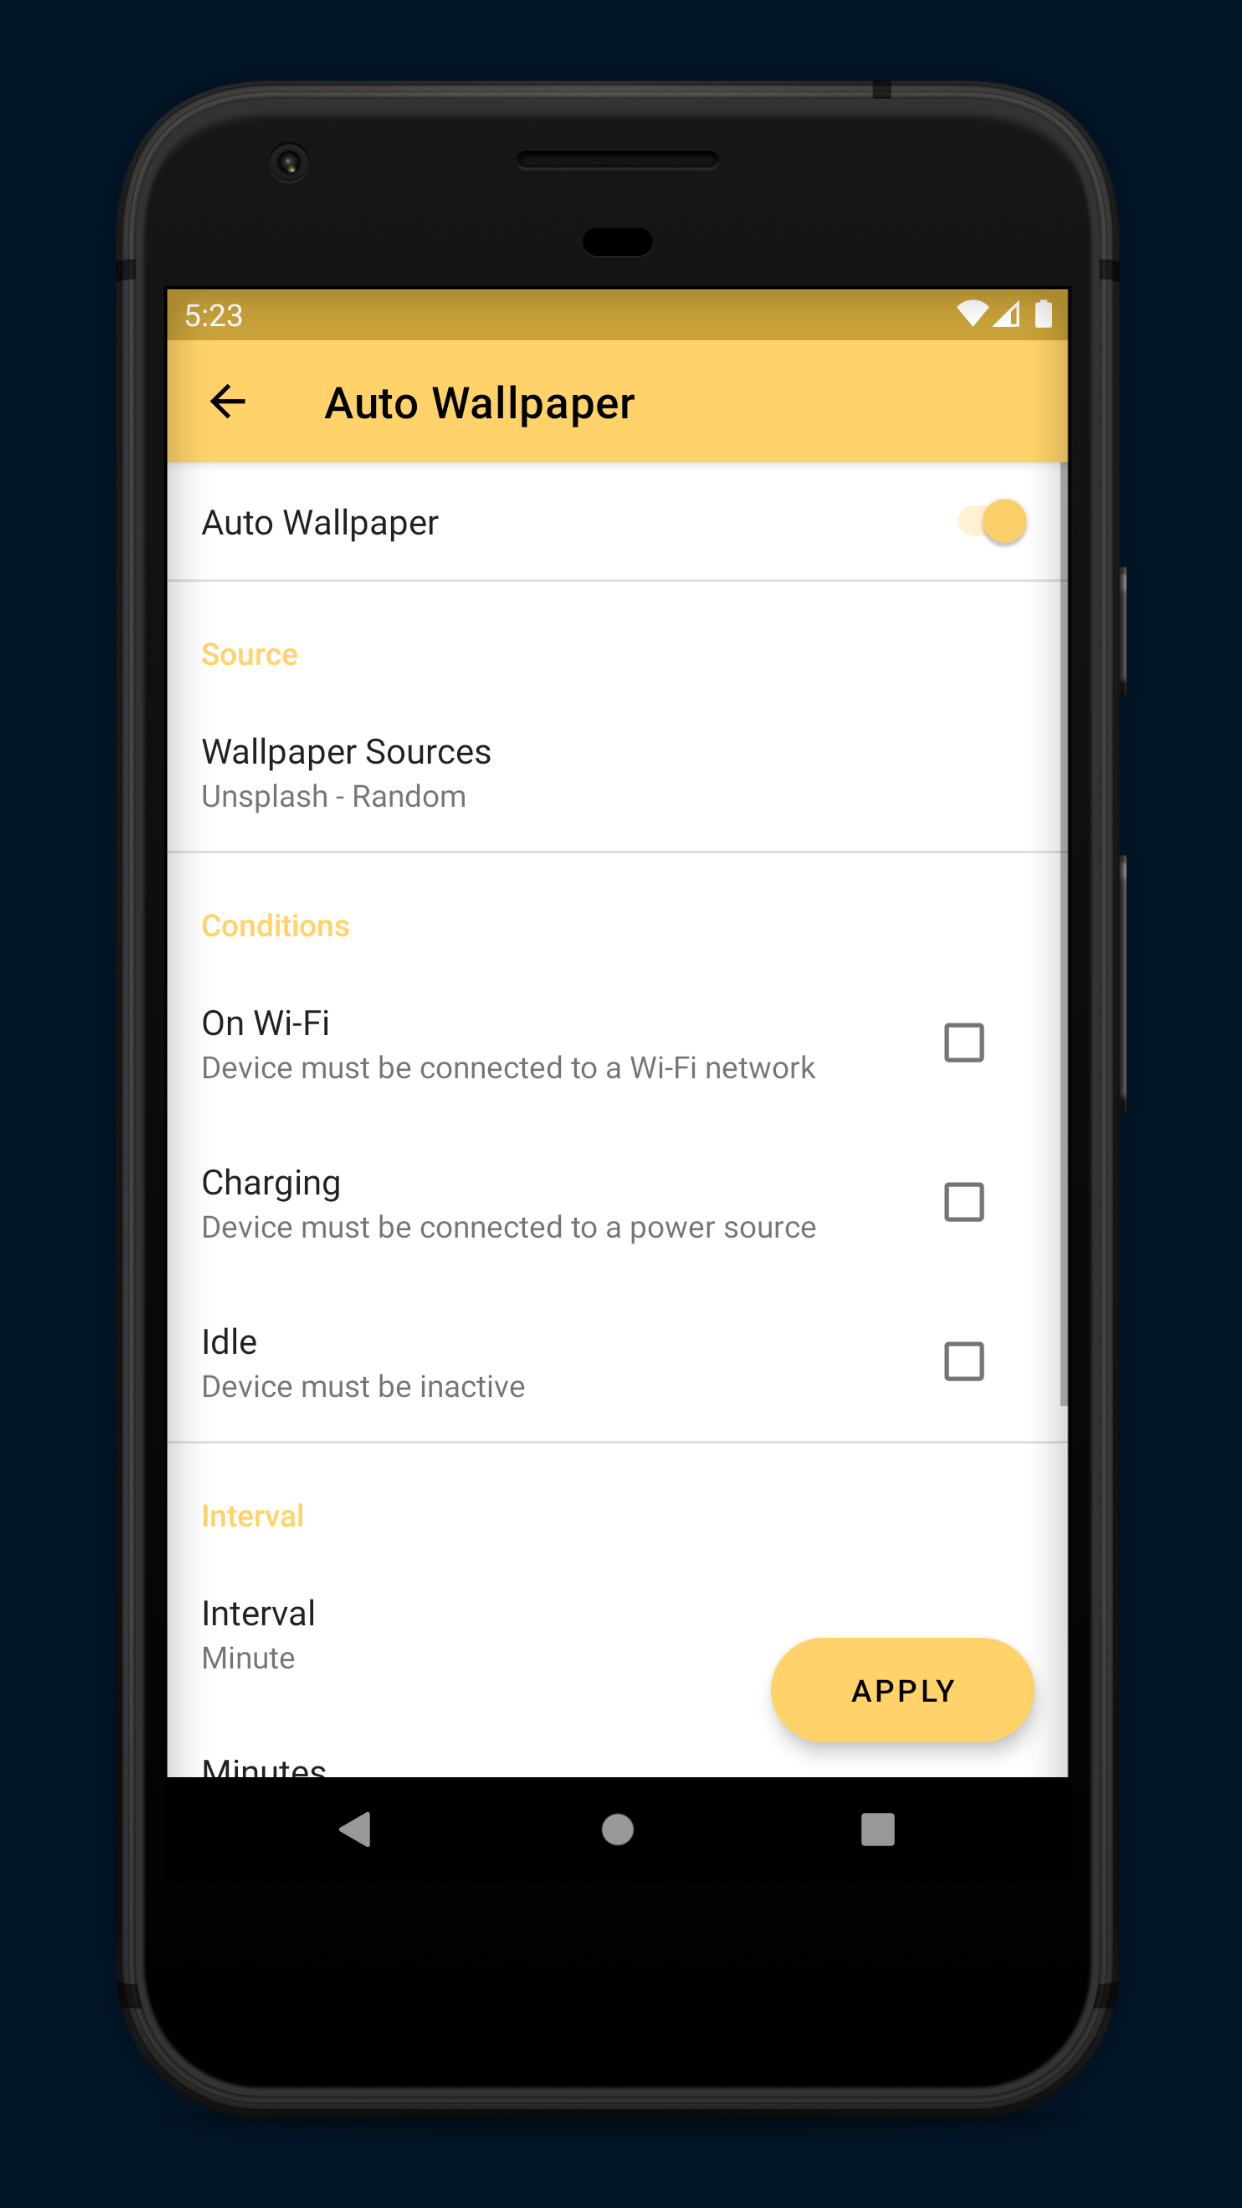 5:23
Auto Wallpaper
Auto Wallpaper
Source
Wallpaper Sources
Unsplash - Random
Conditions
On Wi-Fi
Device must be connected to a Wi-Fi network
Charging
Device must be connected to a power source
Idle
Device must be inactive
Interval
Interval
Minute
APPLY
Minutes